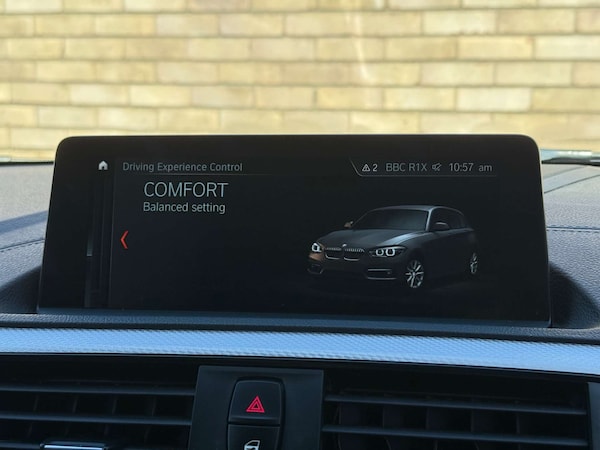 Driving Experience Control
2 BBC R1X 10:57 am
COMFORT
Balanced setting